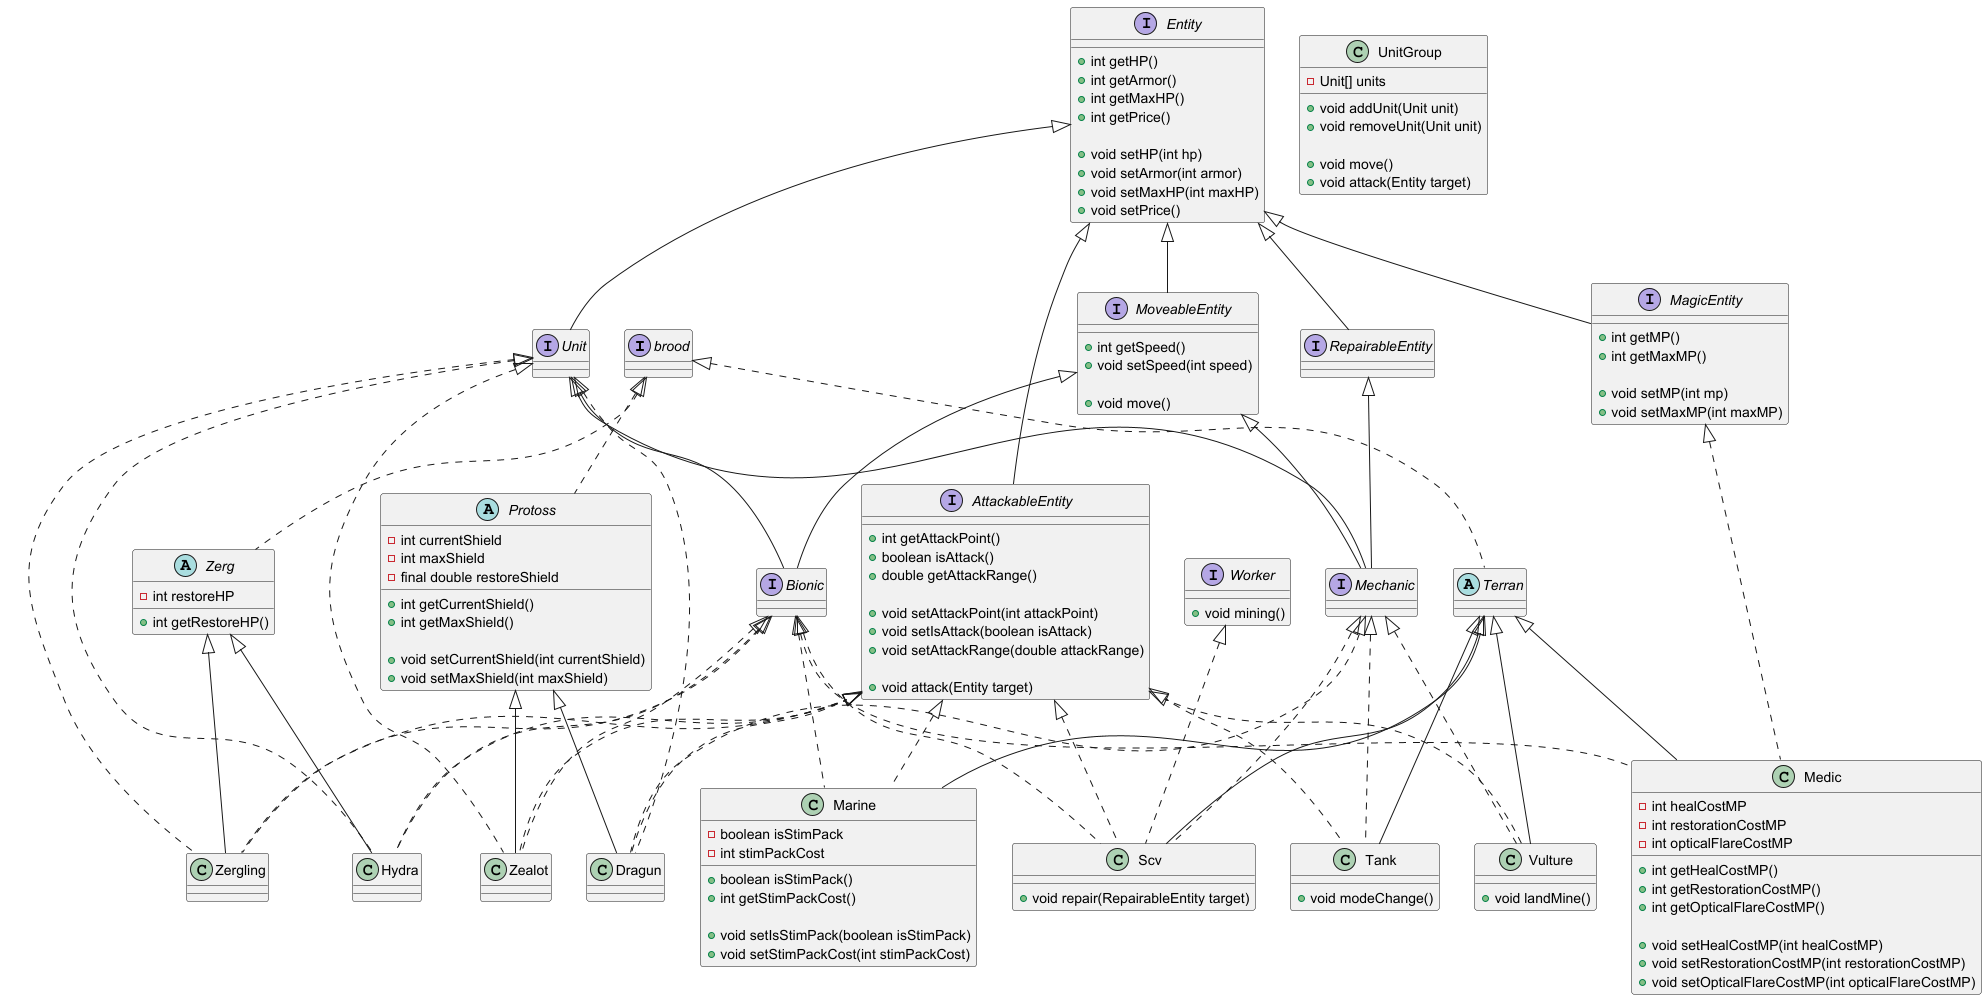 I Entity
int getHP()
int getArmor()
int getMaxHP()
int getPrice()
void setHP(int hp)
void setArmor(int armor)
void setMaxHP(int maxHP)
void setPrice()
C UnitGroup
Unit[] units
void addUnit(Unit unit)
void removeUnit(Unit unit)
void move()
void attack(Entity target)
I Unit
I brood
I MoveableEntity
int getSpeed()
void setSpeed(int speed)
void move()
I RepairableEntity
I MagicEntity
int getMP()
int getMaxMP()
void setMP(int mp)
void setMaxMP(int maxMP)
A Zerg
int restoreHP
int getRestoreHP()
A Protoss
int currentShield
int maxShield
final double restoreShield
int getCurrentShield()
int getMaxShield()
void setCurrentShield(int currentShield)
void setMaxShield(int maxShield)
I Bionic
I AttackableEntity
int getAttackPoint()
boolean isAttack()
double getAttackRange()
void setAttackPoint(int attackPoint)
void setIsAttack(boolean isAttack)
void setAttackRange(double attackRange)
void attack(Entity target)
I Worker
void mining()
I Mechanic
A Terran
C Zergling
C Hydra
C Zealot
C Dragun
C Marine
boolean isStimPack
int stimPackCost
boolean isStimPack()
int getStimPackCost()
void setIsStimPack(boolean isStimPack)
void setStimPackCost(int stimPackCost)
C Scv
void repair(RepairableEntity target)
C Tank
void modeChange()
C Vulture
void landMine()
C Medic
int healCostMP
int restorationCostMP
int opticalFlareCostMP
int getHealCostMP()
int getRestorationCostMP()
int getOpticalFlareCostMP()
void setHealCostMP(int healCostMP)
void setRestorationCostMP(int restorationCostMP)
void setOpticalFlareCostMP(int opticalFlareCostMP)